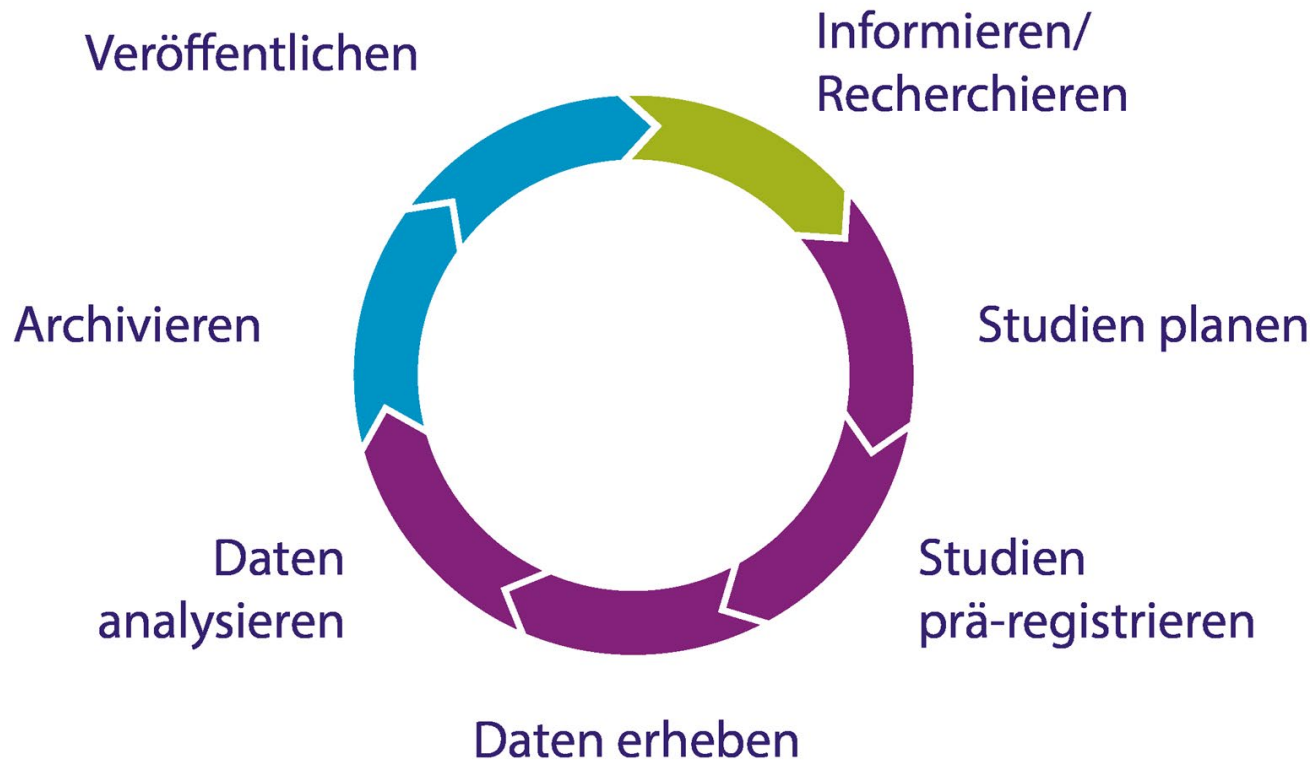 Veröffentlichen
Informieren/
Recherchieren
Archivieren
Studien planen
Daten
analysieren
Studien
prä-registrieren
Daten erheben